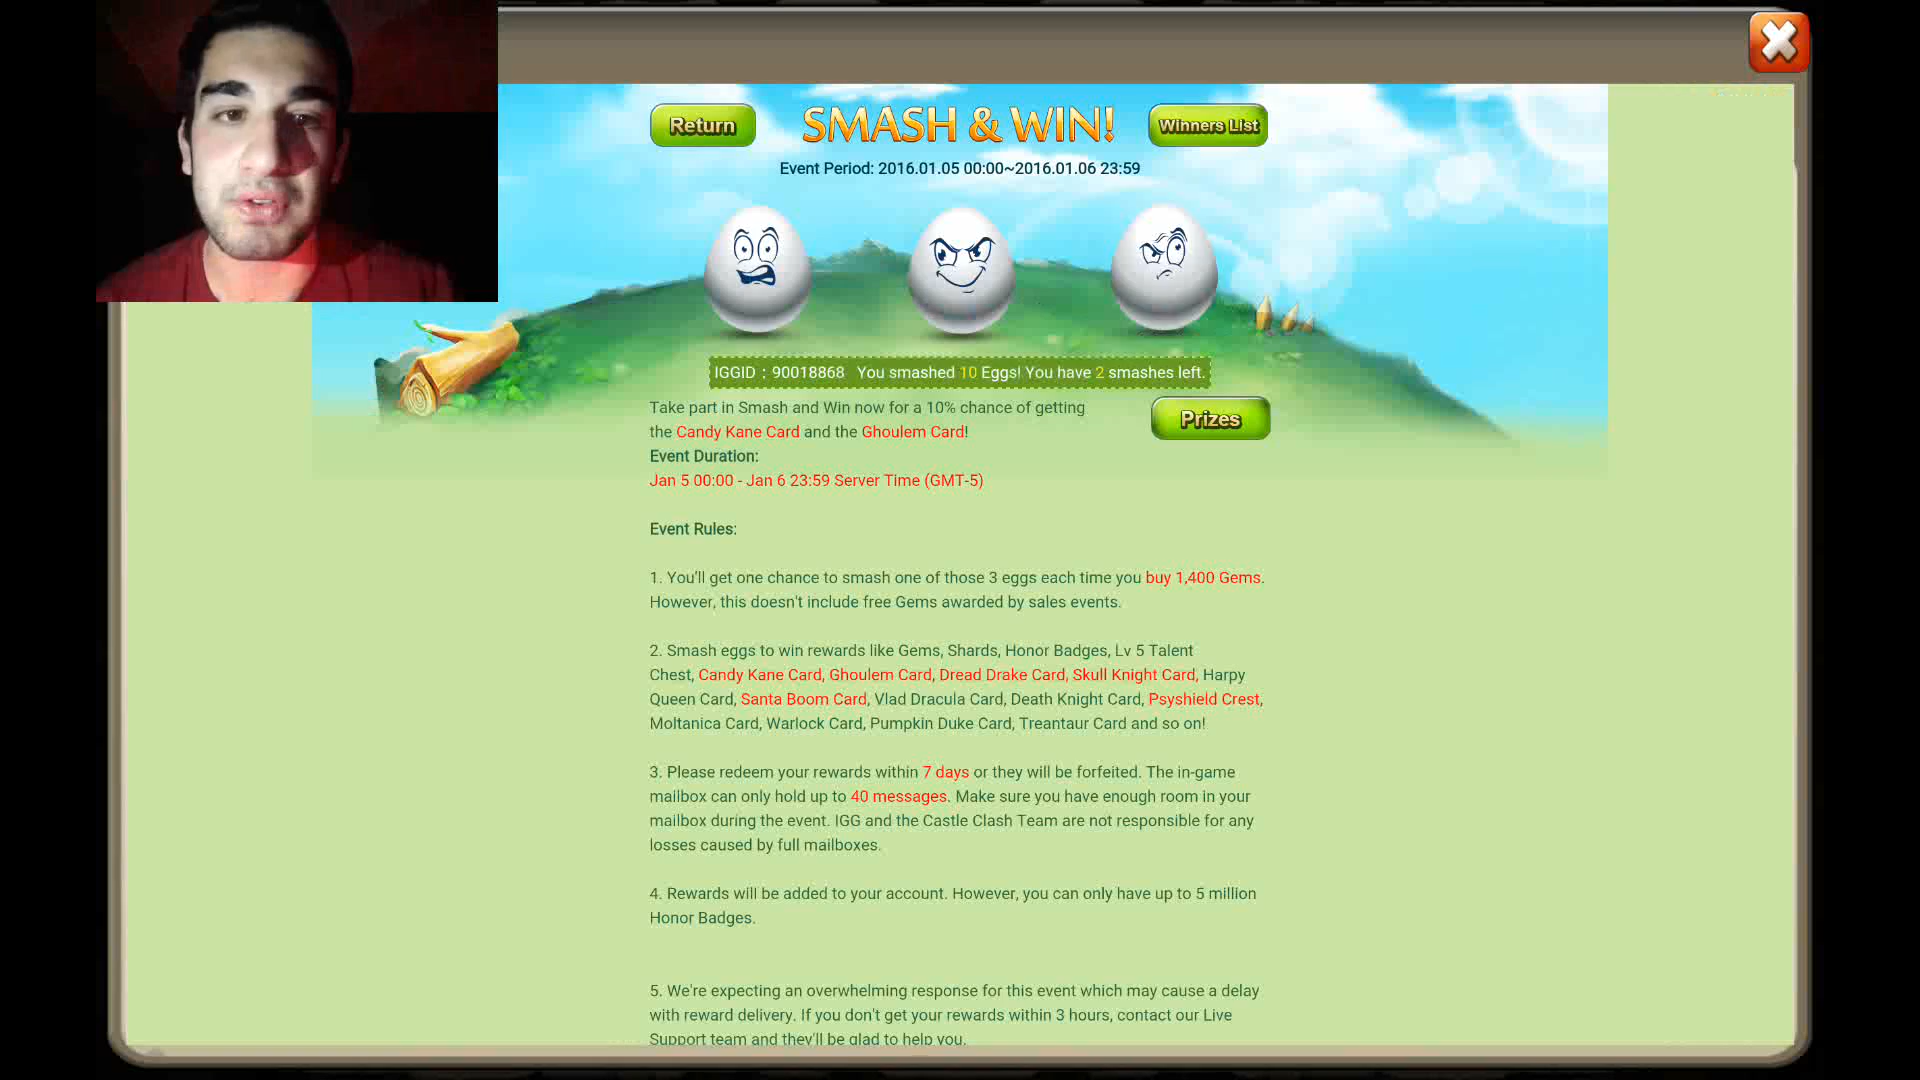 Return
SMASH & WIN!
Winners List
Event Period: 2016.01.05 00:00~2016.01.06 23:59
IGGID : 90018868 You smashed 10 Eggs! You have 2 smashes left.
Take part in Smash and Win now for a 10% chance of getting
the Candy Kane Card and the Ghoulem Card!
Prizes
Event Duration:
Jan 5 00:00 - Jan 6 23:59 Server Time (GMT-5)
Event Rules:
1. You'll get one chance to smash one of those 3 eggs each time you buy 1,400 Gems.
However, this doesn't include free Gems awarded by sales events.
2. Smash eggs to win rewards like Gems, Shards, Honor Badges, Lv 5 Talent
Chest, Candy Kane Card, Ghoulem Card, Dread Drake Card, Skull Knight Card, Harpy
Queen Card, Santa Boom Card, Vlad Dracula Card, Death Knight Card, Psyshield Crest,
Moltanica Card, Warlock Card, Pumpkin Duke Card, Treantaur Card and so on!
3. Please redeem your rewards within 7 days or they will be forfeited. The in-game
mailbox can only hold up to 40 messages. Make sure you have enough room in your
mailbox during the event. IGG and the Castle Clash Team are not responsible for any
losses caused by full mailboxes.
4. Rewards will be added to your account. However, you can only have up to 5 million
Honor Badges.
5. We're expecting an overwhelming response for this event which may cause a delay
with reward delivery. If you don't get your rewards within 3 hours, contact our Live
Support team and they'll be glad to help you.